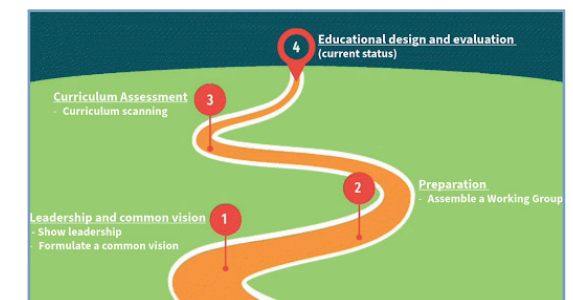 4
Educational design and evaluation
(current status)
Curriculum Assessment
- Curriculum scanning
3
2
Preparation
- Assemble a Working Group
Leadership and common vision
- Show leadership
- Formulate a common vision
1